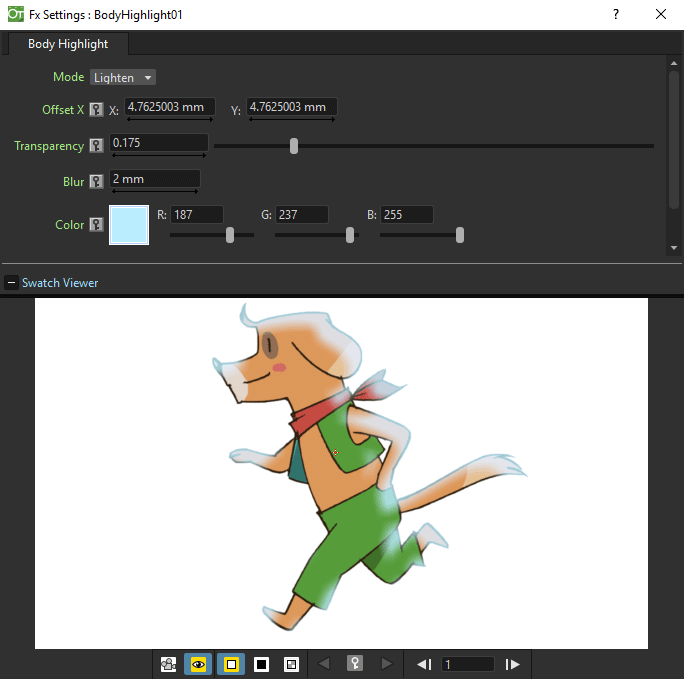 OT Fx Settings : BodyHighlight01 ?
Body Highlight
Mode Lighten
Offset X X: 4.7625003 mm Y: 4.7625003 mm
Transparency 0.175
Blur 2 mm
Color R: 187 G: 237 B: 255
Swatch Viewer
1